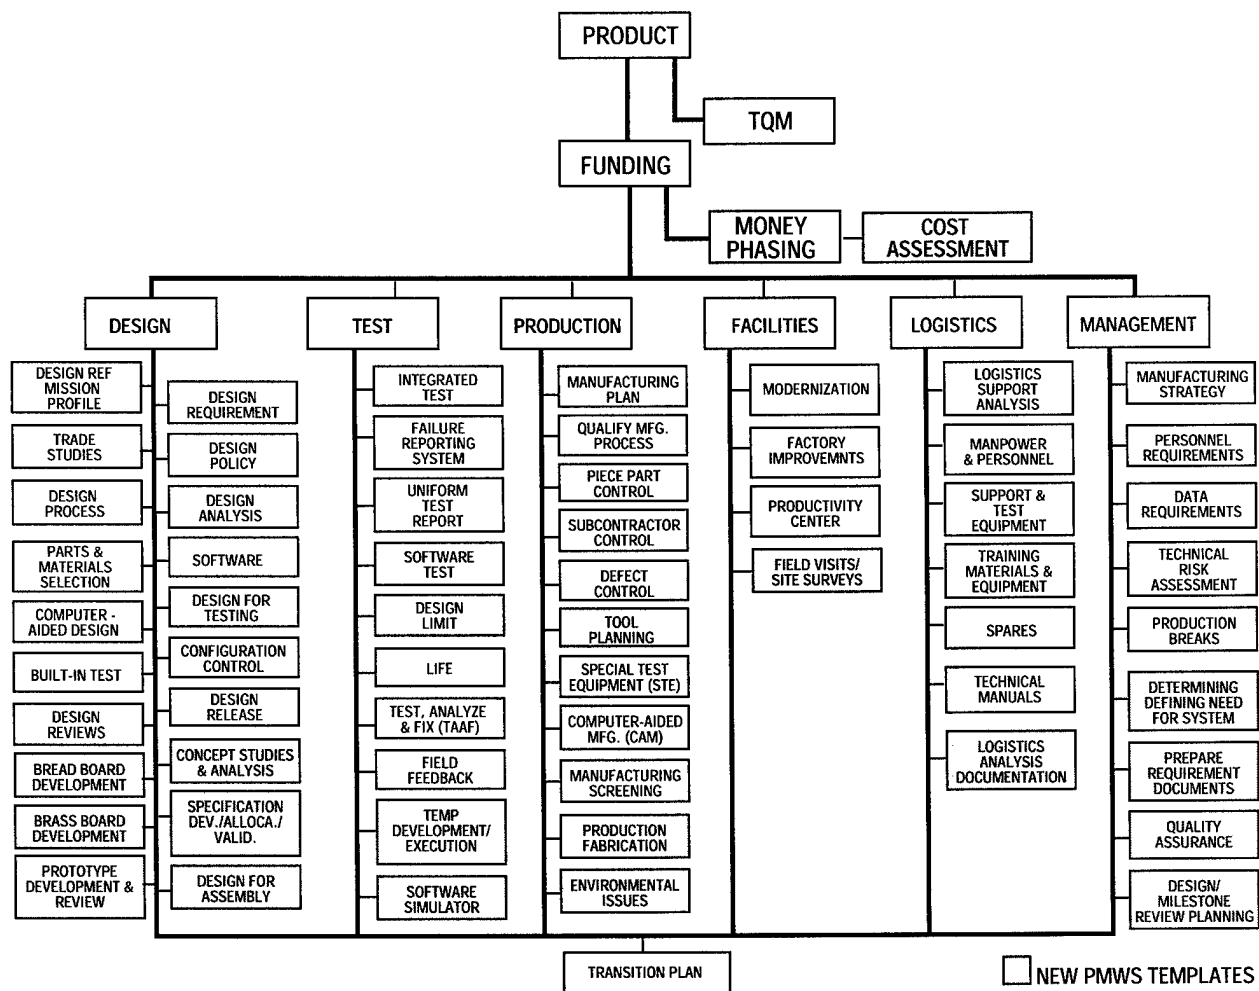 PRODUCT
TQM
FUNDING
MONEY
PHASING
COST
ASSESSMENT
DESIGN
TEST
PRODUCTION
FACILITIES
LOGISTICS
MANAGEMENT
DESIGN REF
MISSION
PROFILE
TRADE
STUDIES
DESIGN
PROCESS
PARTS &
MATERIALS
SELECTION
COMPUTER -
AIDED DESIGN
BUILT-IN TEST
DESIGN
REVIEWS
BREAD BOARD
DEVELOPMENT
BRASS BOARD
DEVELOPMENT
PROTOTYPE
DEVELOPMENT &
REVIEW
DESIGN
REQUIREMENT
DESIGN
POLICY
DESIGN
ANALYSIS
SOFTWARE
DESIGN FOR
TESTING
CONFIGURATION
CONTROL
DESIGN
RELEASE
CONCEPT STUDIES
& ANALYSIS
SPECIFICATION
DEV./ALLOCA./
VALID.
DESIGN FOR
ASSEMBLY
INTEGRATED
TEST
FAILURE
REPORTING
SYSTEM
UNIFORM
TEST
REPORT
SOFTWARE
TEST
DESIGN
LIMIT
LIFE
TEST, ANALYZE
& FIX (TAAF)
FIELD
FEEDBACK
TEMP
DEVELOPMENT/
EXECUTION
SOFTWARE
SIMULATOR
MANUFACTURING
PLAN
QUALIFY MFG.
PROCESS
PIECE PART
CONTROL
SUBCONTRACTOR
CONTROL
DEFECT
CONTROL
TOOL
PLANNING
SPECIAL TEST
EQUIPMENT (STE)
COMPUTER-AIDED
MFG. (CAM)
MANUFACTURING
SCREENING
PRODUCTION
FABRICATION
ENVIRONMENTAL
ISSUES
MODERNIZATION
FACTORY
IMPROVEMNTS
PRODUCTIVITY
CENTER
FIELD VISITS/
SITE SURVEYS
LOGISTICS
SUPPORT
ANALYSIS
MANPOWER
& PERSONNEL
SUPPORT &
TEST
EQUIPMENT
TRAINING
MATERIALS &
EQUIPMENT
SPARES
TECHNICAL
MANUALS
LOGISTICS
ANALYSIS
DOCUMENTATION
MANUFACTURING
STRATEGY
PERSONNEL
REQUIREMENTS
DATA
REQUIREMENTS
TECHNICAL
RISK
ASSESSMENT
PRODUCTION
BREAKS
DETERMINING
DEFINING NEED
FOR SYSTEM
PREPARE
REQUIREMENT
DOCUMENTS
QUALITY
ASSURANCE
DESIGN/
MILESTONE
REVIEW PLANNING
TRANSITION PLAN
NEW PMWS TEMPLATES